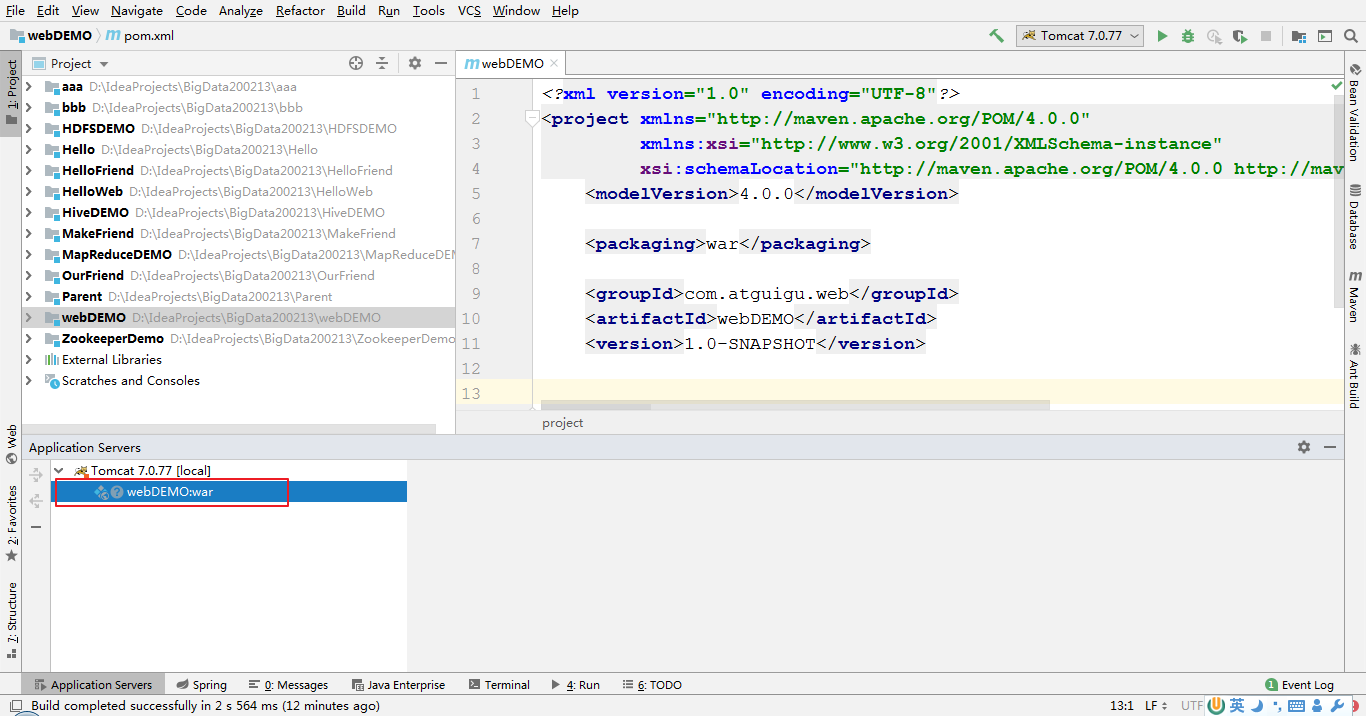 File Edit View Navigate Code Analyze Refactor Build Run Tools VCS Window Help
webDEMO pom.xml Tomcat 7.0.77
Project
webDEMO
1: Project
aaa D:\IdeaProjects\BigData200213\aaa
bbb D:\IdeaProjects\BigData200213\bbb
HDFSDEMO D:\IdeaProjects\BigData200213\HDFSDEMO
Hello D:\IdeaProjects\BigData200213\Hello
HelloFriend D:\IdeaProjects\BigData200213\HelloFriend
HelloWeb D:\IdeaProjects\BigData200213\HelloWeb
HiveDEMO D:\IdeaProjects\BigData200213\HiveDEMO
MakeFriend D:\IdeaProjects\BigData200213\MakeFriend
MapReduceDEMO D:\IdeaProjects\BigData200213\MapReduceDEM
OurFriend D:\IdeaProjects\BigData200213\OurFriend
Parent D:\IdeaProjects\BigData200213\Parent
webDEMO D:\IdeaProjects\BigData200213\webDEMO
ZookeeperDemo D:\IdeaProjects\BigData200213\ZookeeperDemo
External Libraries
Scratches and Consoles
1 <?xml version="1.0" encoding="UTF-8"?>
2 <project xmlns="http://maven.apache.org/POM/4.0.0"
3 xmlns:xsi="http://www.w3.org/2001/XMLSchema-instance"
4 xsi:schemaLocation="http://maven.apache.org/POM/4.0.0 http://mav
5 <modelVersion>4.0.0</modelVersion>
6
7 <packaging>war</packaging>
8
9 <groupId>com.atguigu.web</groupId>
10 <artifactId>webDEMO</artifactId>
11 <version>1.0-SNAPSHOT</version>
12
13
project
Bean Validation
Database
Maven
Ant Build
Web
2: Favorites
7: Structure
Application Servers
Tomcat 7.0.77 [local]
webDEMO:war
Application Servers Spring 0: Messages Java Enterprise Terminal 4: Run 6: TODO 1 Event Log
Build completed successfully in 2 s 564 ms (12 minutes ago) 13:1 LF UTF 英